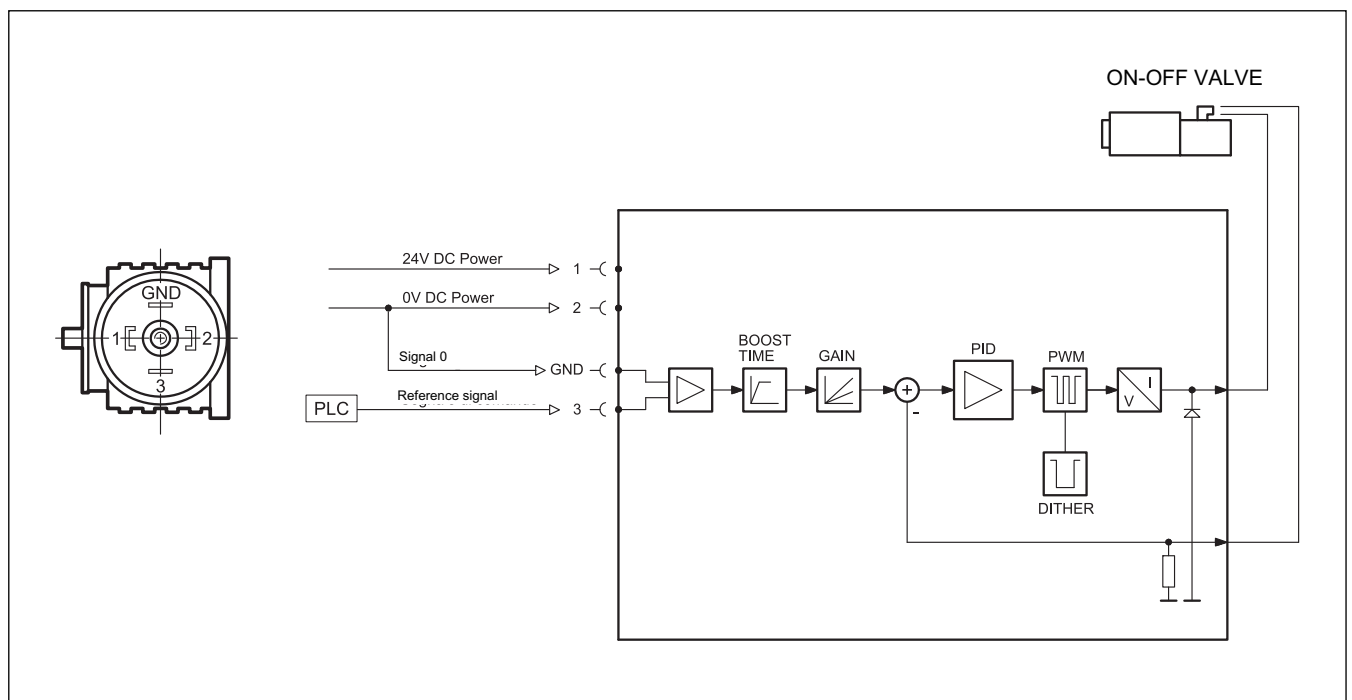 ON-OFF VALVE
GND
1
2
3
24V DC Power
1
0V DC Power
2
Signal 0
GND
PLC
Reference signal
3
BOOST
TIME
GAIN
+
-
PID
PWM
DITHER
I
V